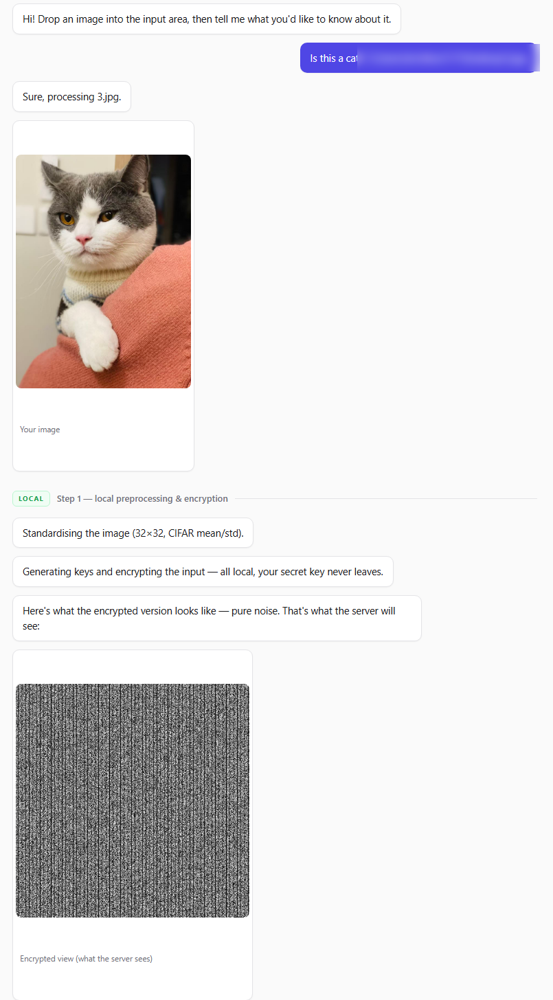 Hi! Drop an image into the input area, then tell me what you'd like to know about it.
Is this a cat
Sure, processing 3.jpg.
Your image
LOCAL Step 1 — local preprocessing & encryption
Standardising the image (32×32, CIFAR mean/std).
Generating keys and encrypting the input — all local, your secret key never leaves.
Here's what the encrypted version looks like — pure noise. That's what the server will
see:
Encrypted view (what the server sees)